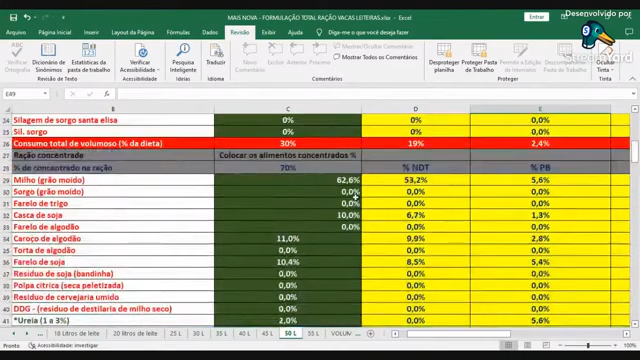 Desenvolvido por
MAIS NOVA - FORMULAÇÃO TOTAL RAÇÃO VACAS LEITEIRAS.xlsx - Excel
Entrar
StreamYard
Arquivo Página Inicial Inserir Layout da Página Fórmulas Dados Revisão Exibir Ajuda Diga-me o que você deseja fazer
Verificar Ortografia
Dicionário de Sinônimos
Estatísticas da pasta de trabalho
Verificar Acessibilidade
Pesquisa Inteligente
Traduzir
Mostrar/Ocultar Comentário
Mostrar Todos os Comentários
Desproteger planilha
Proteger Pasta de Trabalho
Permitir a Edição de Intervalos
Ocultar Tinta
Revisão de Texto Acessibilidade Ideias Idioma Comentários Proteger Tinta
E49
B C D E
24 Silagem de sorgo santa elisa 0% 0% 0,0%
25 Sil. sorgo 0% 0% 0,0%
26 Consumo total de volumoso (% da dieta) 30% 19% 2,4%
27 Ração concentrada Colocar os alimentos concentrados %
28 % de concentrado na ração 70% % NDT % PB
29 Milho (grão moido) 62,6% 53,2% 5,6%
30 Sorgo (grão moido) 0,0% 0,0% 0,0%
31 Farelo de trigo 0,0% 0,0% 0,0%
32 Casca de soja 10,0% 6,7% 1,3%
33 Farelo de algodão 0,0% 0,0% 0,0%
34 Caroço de algodão 11,0% 9,9% 2,8%
35 Torta de algodão 0,0% 0,0% 0,0%
36 Farelo de soja 10,4% 8,5% 5,4%
37 Residuo de soja (bandinha) 0,0% 0,0% 0,0%
38 Polpa citrica (seca peletizada) 0,0% 0,0% 0,0%
39 Residuo de cervejaria umido 0,0% 0,0% 0,0%
40 DDG - (residuo de destilaria de milho seco) 0,0% 0,0% 0,0%
41 *Ureia (1 a 3%) 2,0% 0,0% 5,6%
... 18 Litros de leite 20 litros de leite 25 L 30 L 35 L 40 L 45 L 50 L 55 L VOLUM ...
Pronto Acessibilidade: investigar 100%